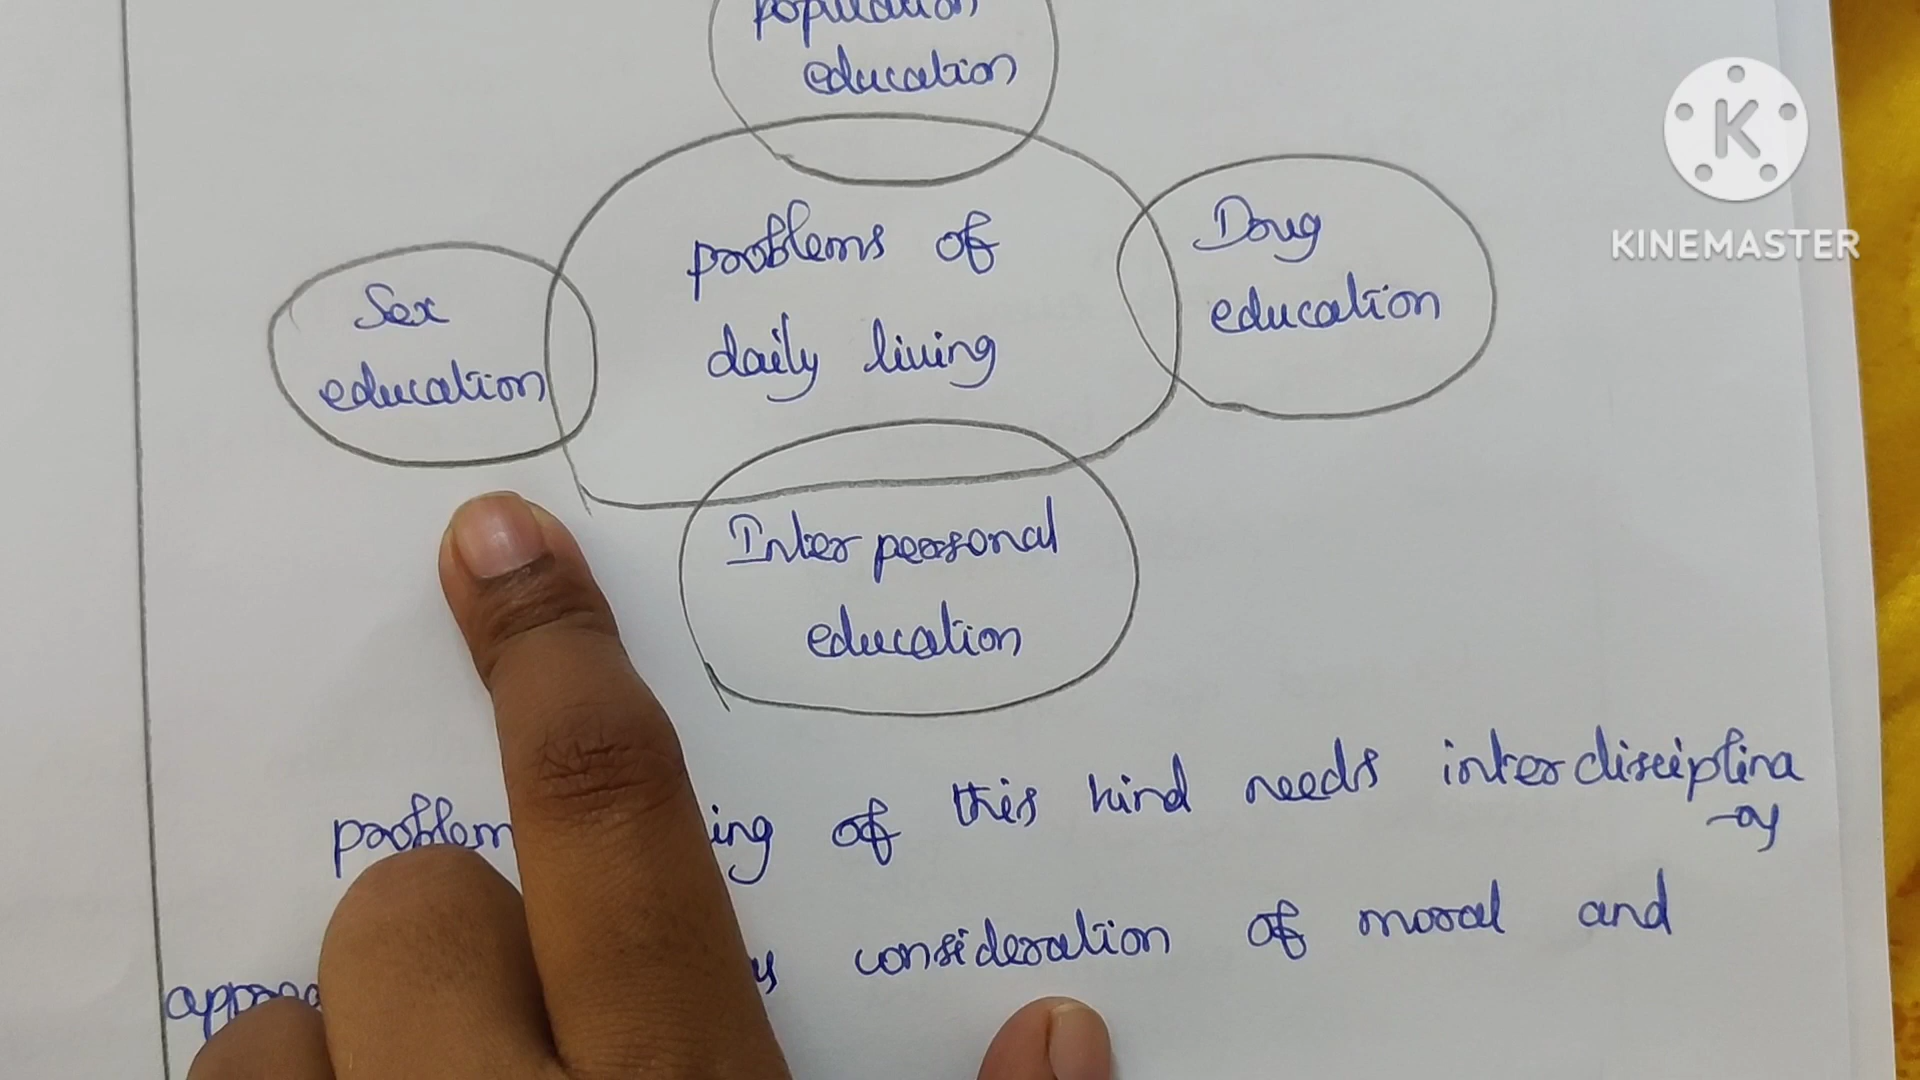 population
education
problems of
daily living
Sex
education
Drug
education
Inter personal
education
of this kind needs interdisciplina
-ry
consideration of moral and
K
KINEMASTER